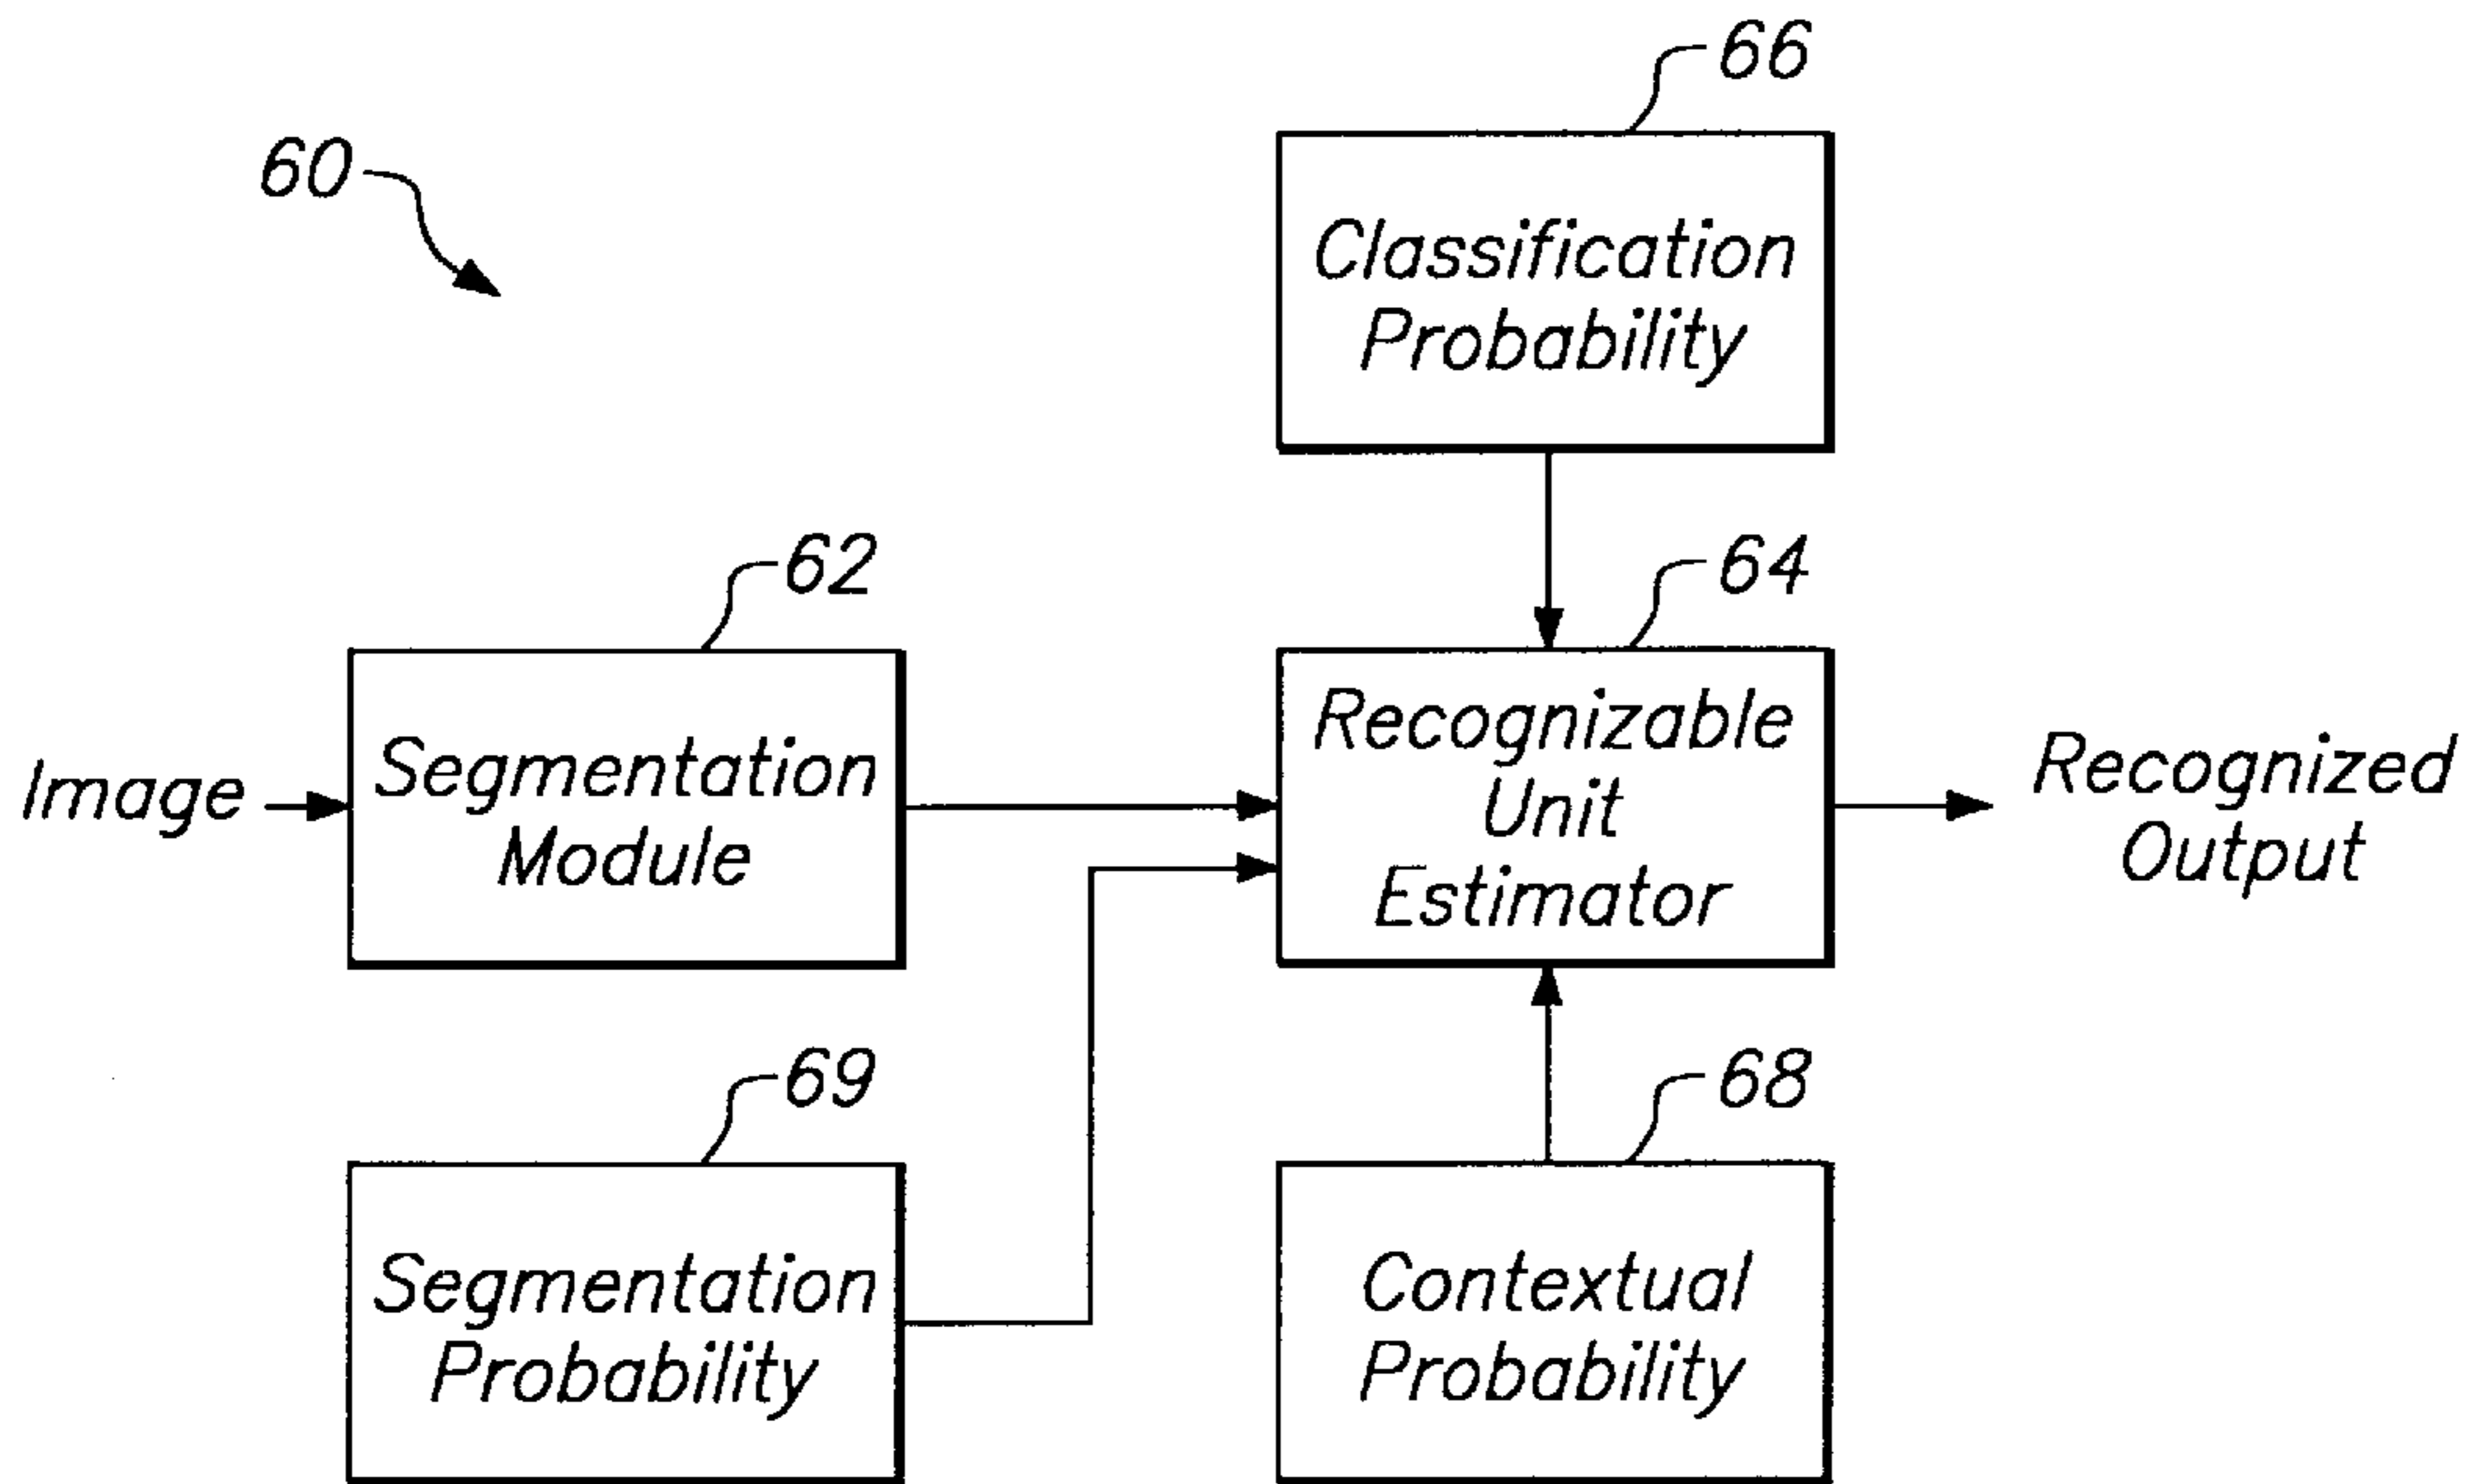 66
60
Classification
Probability
62
64
Image
Segmentation
Module
Recognizable
Unit
Estimator
Recognized
Output
69
68
Segmentation
Probability
Contextual
Probability